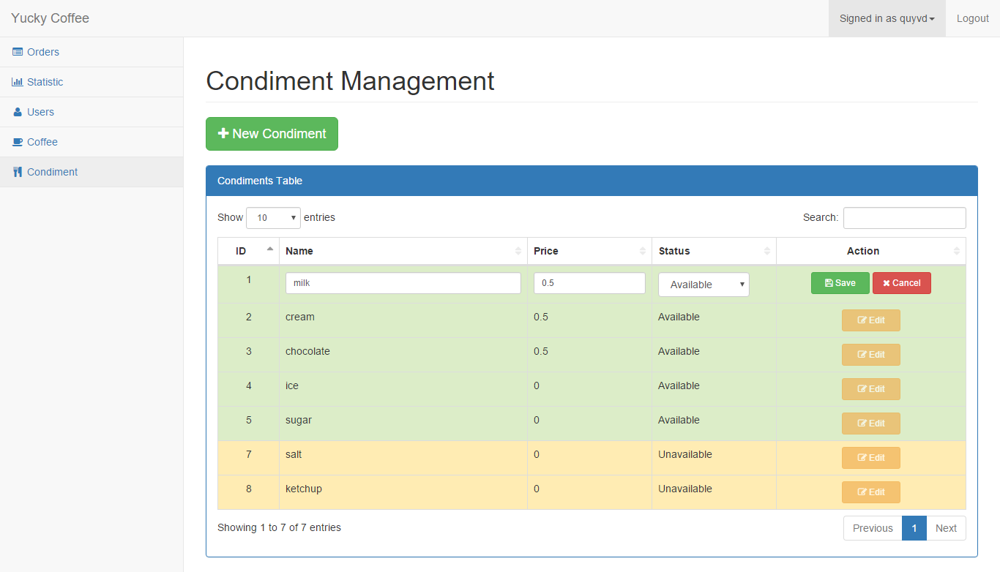 Yucky Coffee Signed in as quyvd Logout
Orders
Statistic
Users
Coffee
Condiment
Condiment Management
New Condiment
Condiments Table
Show 10 entries Search:
ID Name Price Status Action
1 milk 0.5 Available Save Cancel
2 cream 0.5 Available Edit
3 chocolate 0.5 Available Edit
4 ice 0 Available Edit
5 sugar 0 Available Edit
7 salt 0 Unavailable Edit
8 ketchup 0 Unavailable Edit
Showing 1 to 7 of 7 entries Previous 1 Next